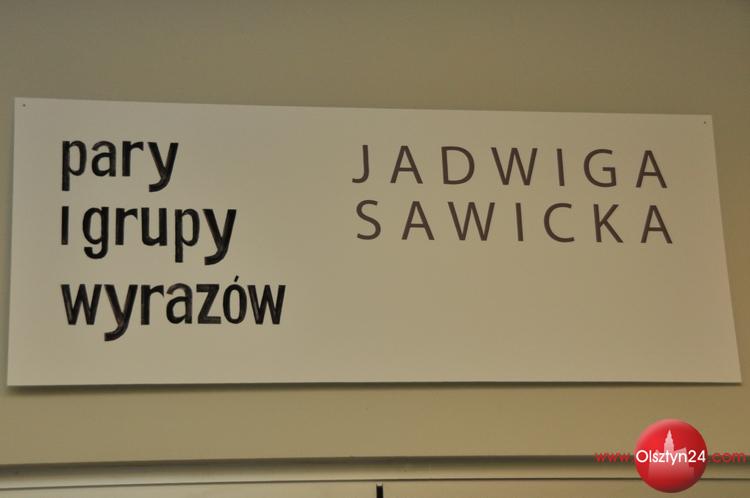 pary
i grupy
wyrazów
JADWIGA
SAWICKA
www.Olsztyn24.com